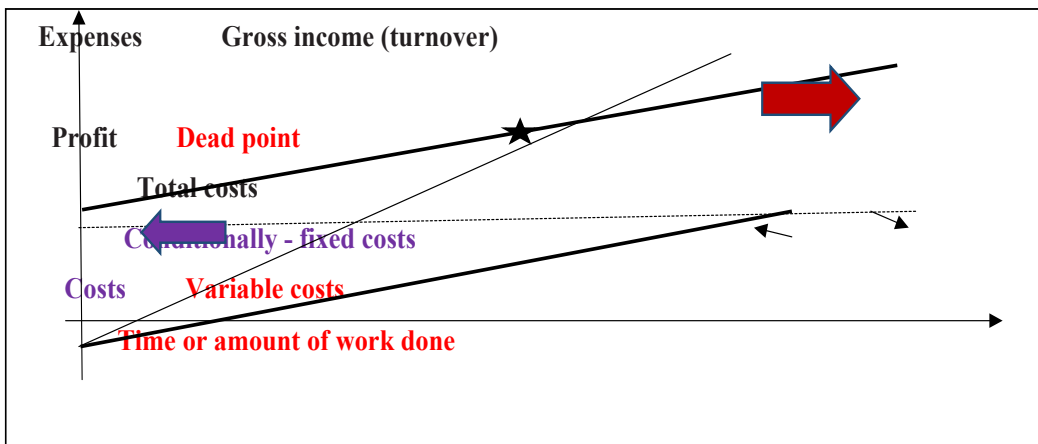 Expenses Gross income (turnover)
Profit Dead point
Total costs
Conditionally - fixed costs
Costs Variable costs
Time or amount of work done